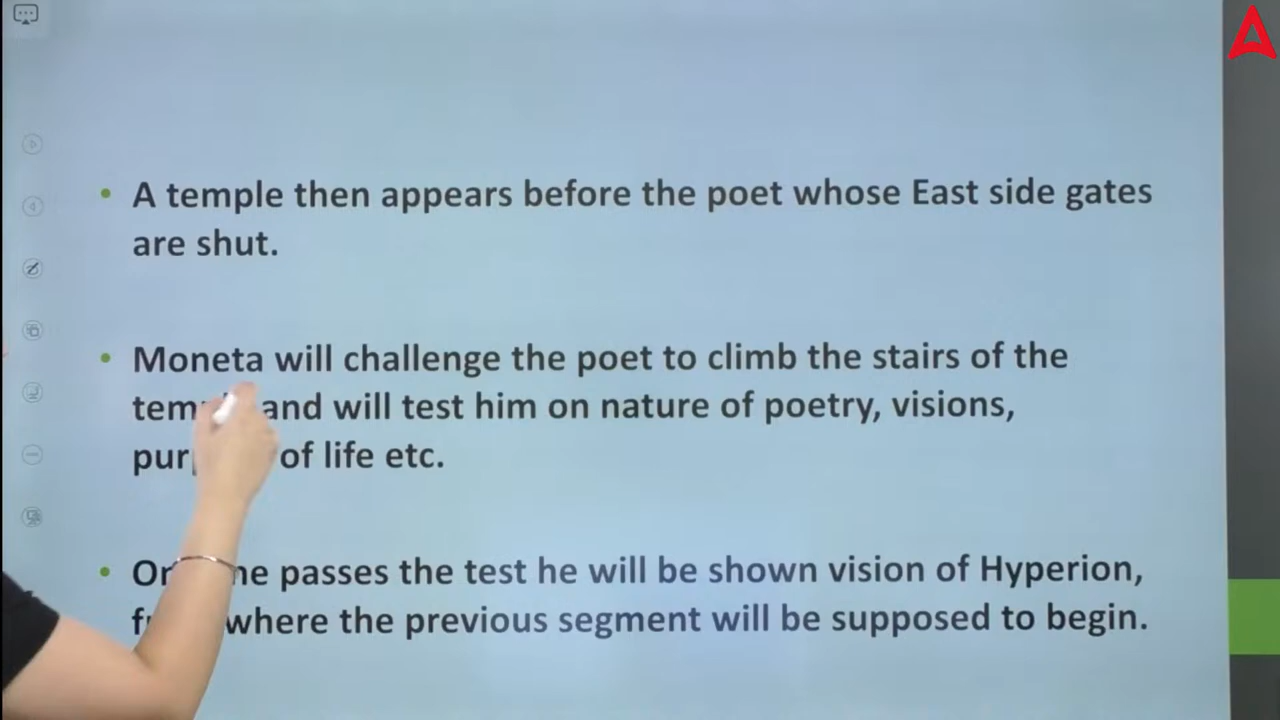 A temple then appears before the poet whose East side gates
are shut.
Moneta will challenge the poet to climb the stairs of the
and will test him on nature of poetry, visions,
of life etc.
he passes the test he will be shown vision of Hyperion,
where the previous segment will be supposed to begin.